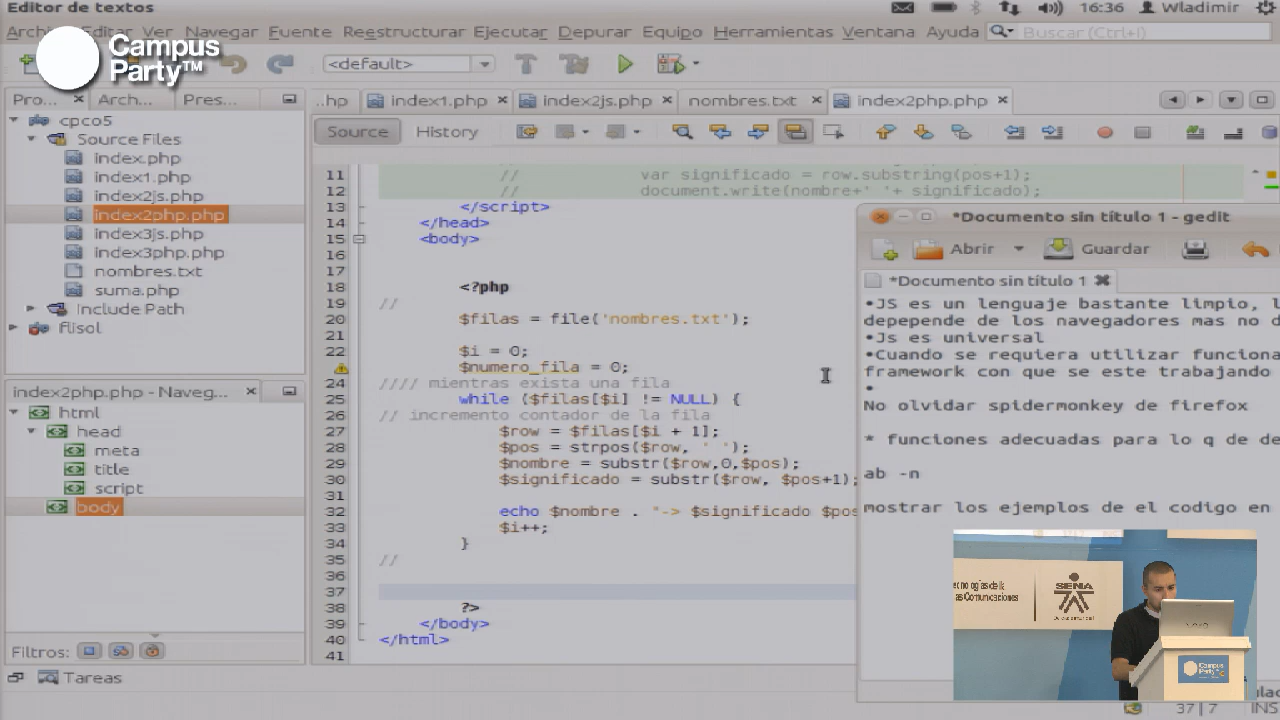 Editor de textos
16:36
Wladimir
Archi Editar Ver Navegar Fuente Reestructurar Ejecutar Depurar Equipo Herramientas Ventana Ayuda
Buscar (Ctrl+I)
Campus
Party™
<default>
Pro...
Arch...
Pres...
..hp
index1.php
index2js.php
nombres.txt
index2php.php
cpco5
Source Files
index.php
index1.php
index2js.php
index2php.php
index3js.php
index3php.php
nombres.txt
suma.php
Include Path
flisol
Source
History
11 // var significado = row.substring(pos+1);
12 // document.write(nombre+' '+ significado);
13 </script>
14 </head>
15 <body>
16
17
18 <?php
19 //
20 $filas = file('nombres.txt');
21
22 $i = 0;
$numero_fila = 0;
24 //// mientras exista una fila
25 while ($filas[$i] != NULL) {
26 // incremento contador de la fila
27 $row = $filas[$i + 1];
28 $pos = strpos($row, ' ');
29 $nombre = substr($row,0,$pos);
30 $significado = substr($row, $pos+1);
31
32 echo $nombre . "-> $significado $pos
33 $i++;
34 }
35 //
36
37
38 ?>
39 </body>
40 </html>
41
index2php.php - Naveg...
html
head
meta
title
script
body
Filtros:
Tareas
*Documento sin título 1 - gedit
Abrir
Guardar
*Documento sin título 1
•JS es un lenguaje bastante limpio, l
depepende de los navegadores mas no d
•Js es universal
•Cuando se requiera utilizar funciona
framework con que se este trabajando
•
No olvidar spidermonkey de firefox
* funciones adecuadas para lo q de de
ab -n
mostrar los ejemplos de el codigo en
SENA
Campus
Party
37 | 7
INS